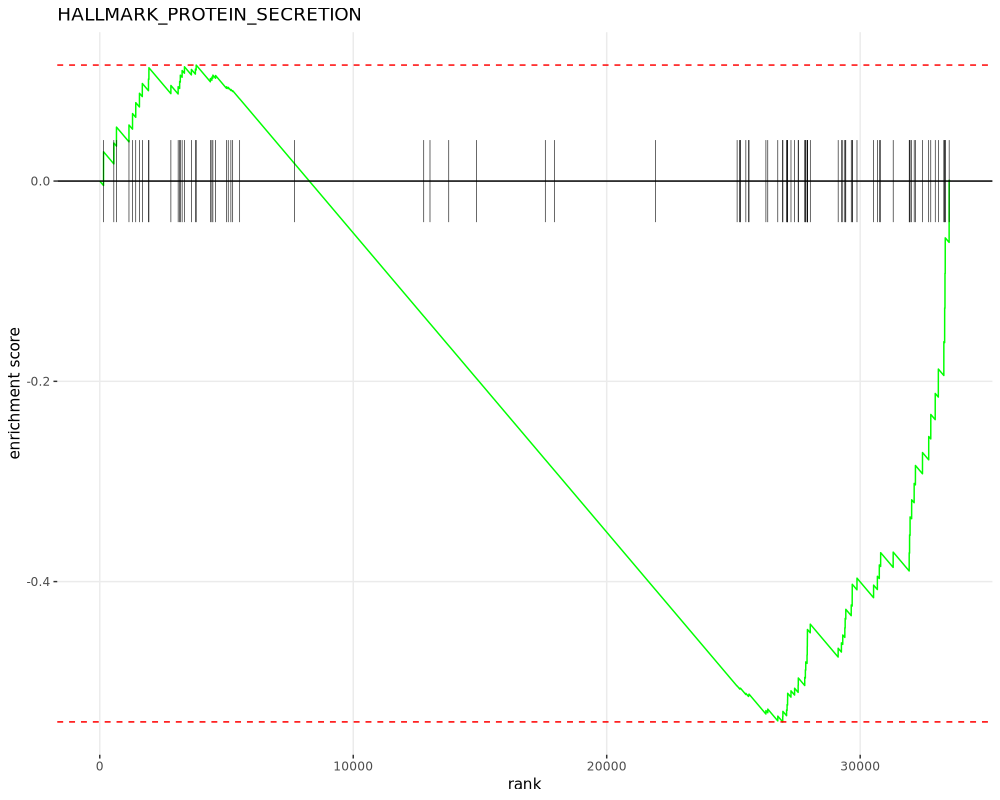 HALLMARK_PROTEIN_SECRETION
enrichment score
0.0
-0.2
-0.4
0
10000
20000
30000
rank